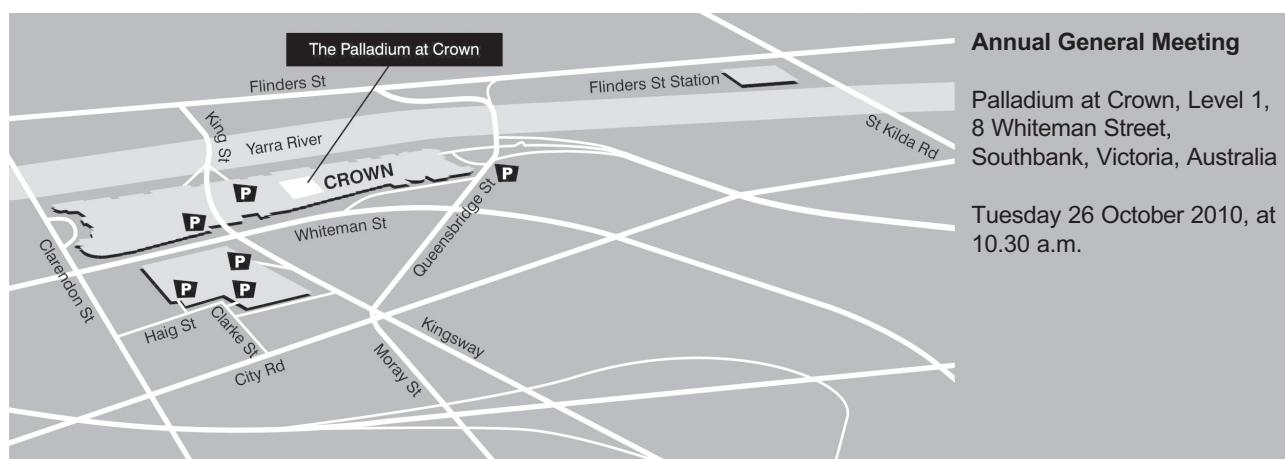 The Palladium at Crown
Flinders St
Flinders St Station
King St
Yarra River
St Kilda Rd
CROWN
P
P
P
Whiteman St
Queensbridge St
Clarendon St
P
P
P
Haig St
Clarke St
City Rd
Kingsway
Moray St
Annual General Meeting
Palladium at Crown, Level 1,
8 Whiteman Street,
Southbank, Victoria, Australia
Tuesday 26 October 2010, at
10.30 a.m.